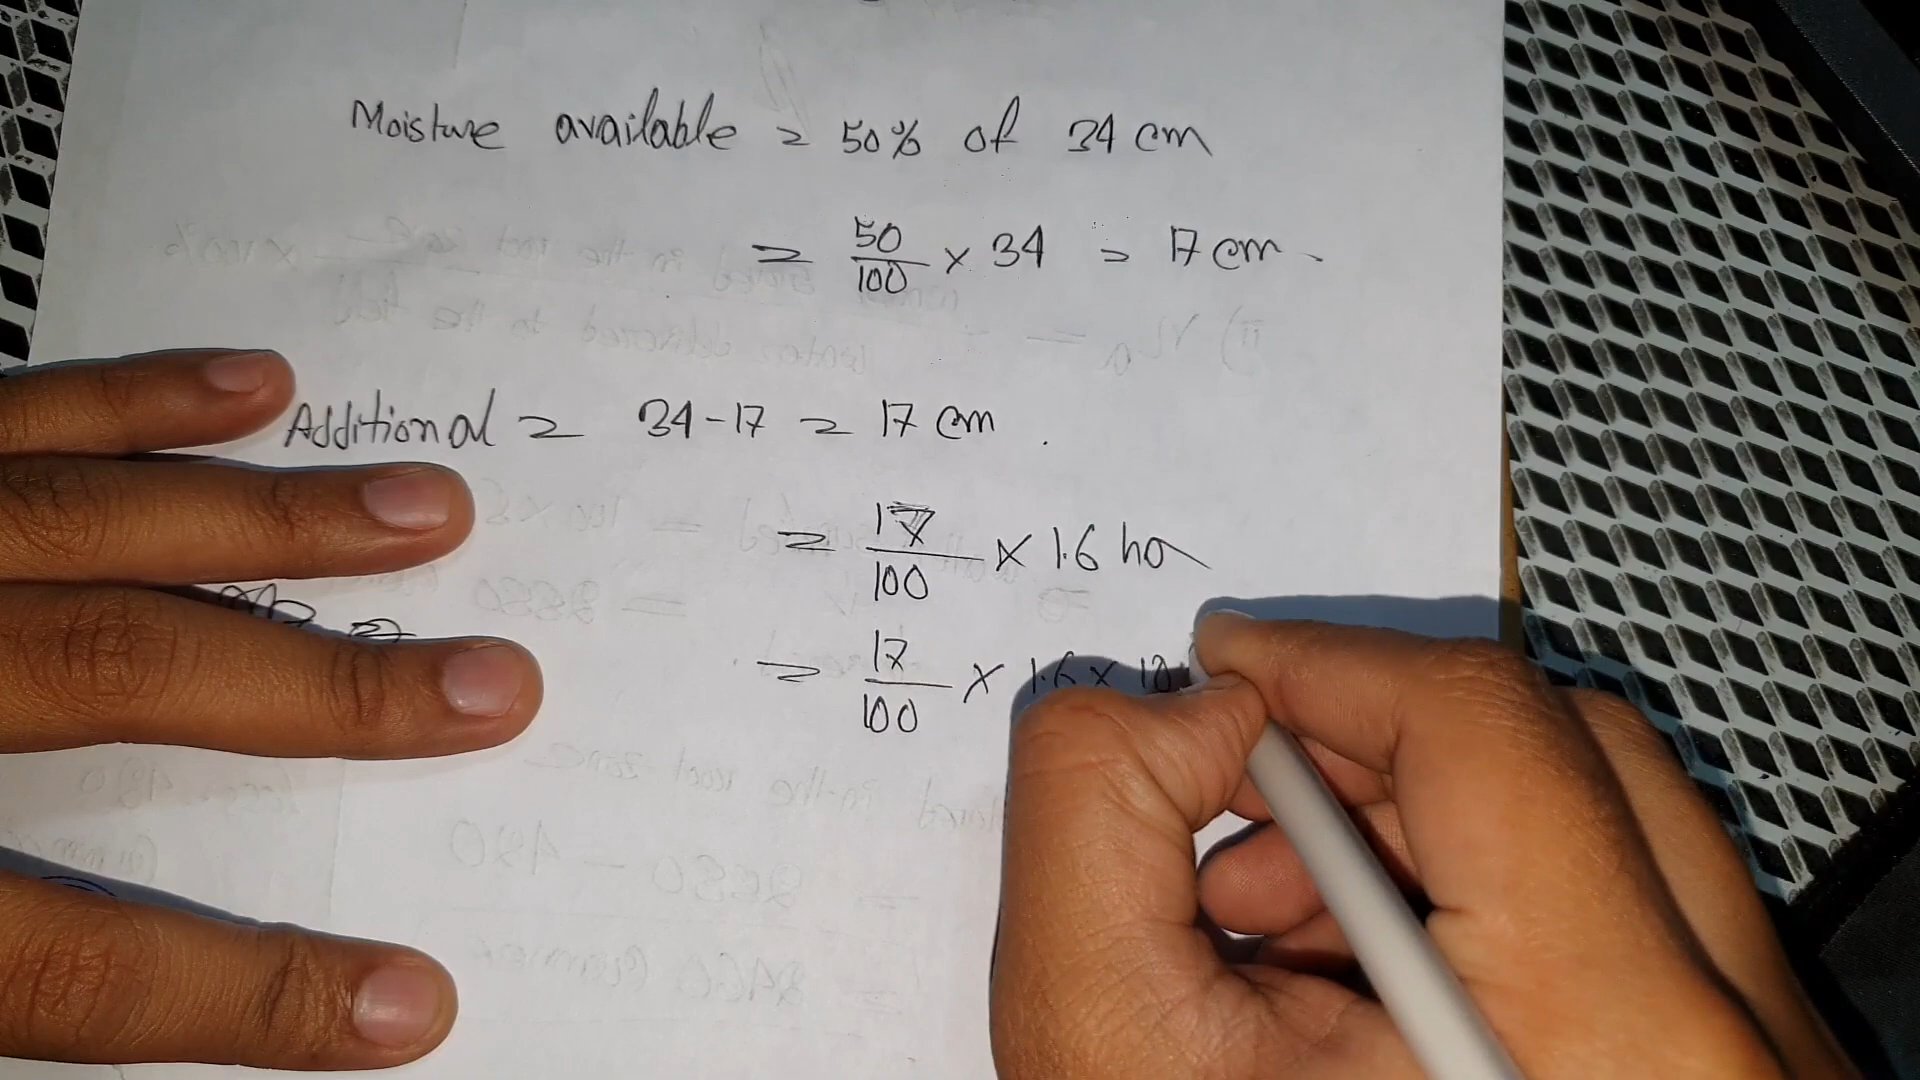 Moisture available = 50% of 34 cm
= 50/100 × 34 = 17 cm.
Additional = 34-17 = 17 cm.
= 17/100 × 1.6 ha
= 17/100 × 1.6 × 10